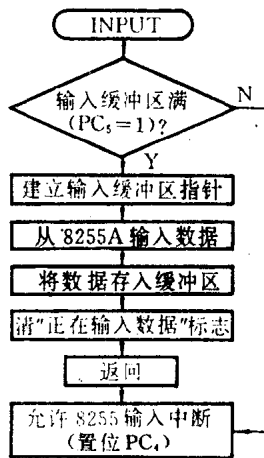 INPUT
输入缓冲区满
(PC₅=1)?
N
Y
建立输入缓冲区指针
从8255A输入数据
将数据存入缓冲区
清"正在输入数据"标志
返回
允许8255输入中断
(置位PC₄)